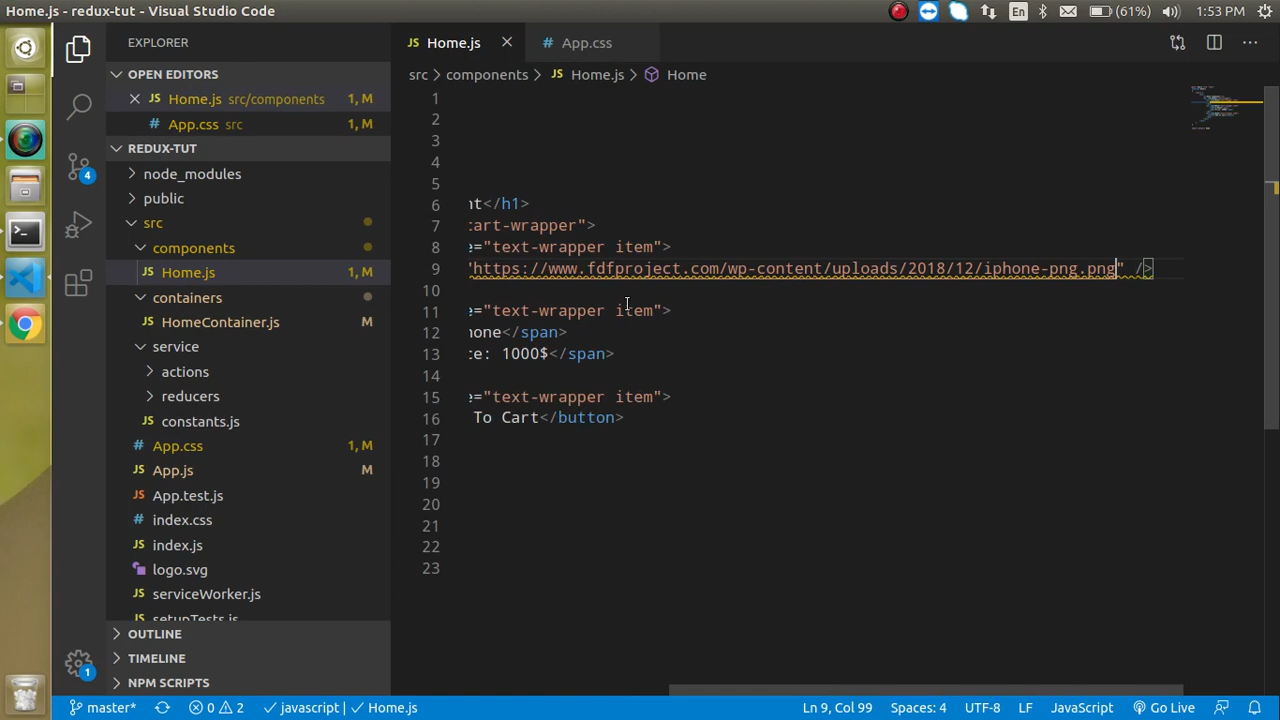 Home.js - redux-tut - Visual Studio Code
En
(61%)
1:53 PM
EXPLORER
JS Home.js
# App.css
src > components > JS Home.js > Home
OPEN EDITORS
JS Home.js src/components 1, M
# App.css src 1, M
REDUX-TUT
node_modules
public
src
components
JS Home.js 1, M
containers
JS HomeContainer.js M
service
actions
reducers
JS constants.js
# App.css 1, M
JS App.js M
JS App.test.js
# index.css
JS index.js
logo.svg
JS serviceWorker.js
JS setupTests.js
OUTLINE
TIMELINE
NPM SCRIPTS
4
1
1
2
3
4
5
6 nt</h1>
7 cart-wrapper">
8 e="text-wrapper item">
9 "https://www.fdfproject.com/wp-content/uploads/2018/12/iphone-png.png" />
10
11 e="text-wrapper item">
12 hone</span>
13 ce: 1000$</span>
14
15 e="text-wrapper item">
16 To Cart</button>
17
18
19
20
21
22
23
master* 0 2 javascript | Home.js
Ln 9, Col 99 Spaces: 4 UTF-8 LF JavaScript Go Live